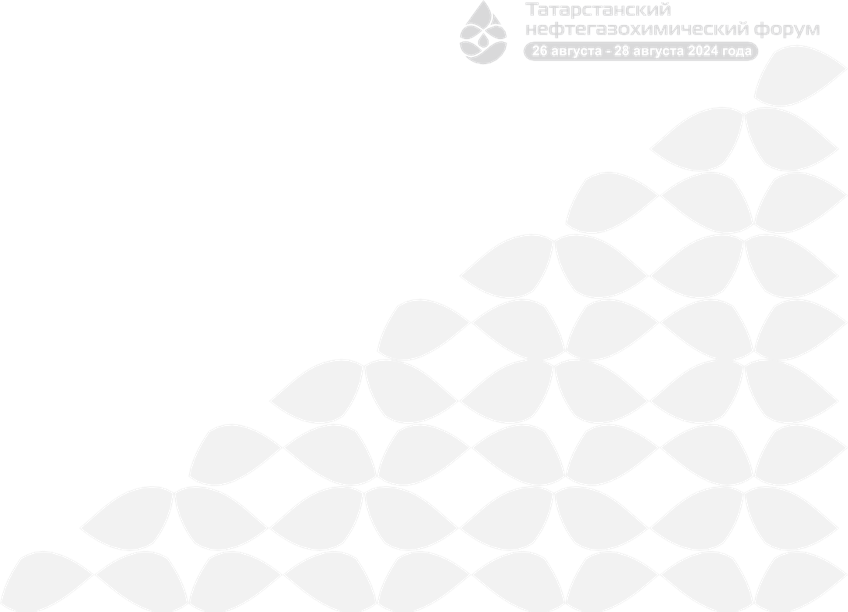 Татарстанский
нефтегазохимический форум
26 августа - 28 августа 2024 года